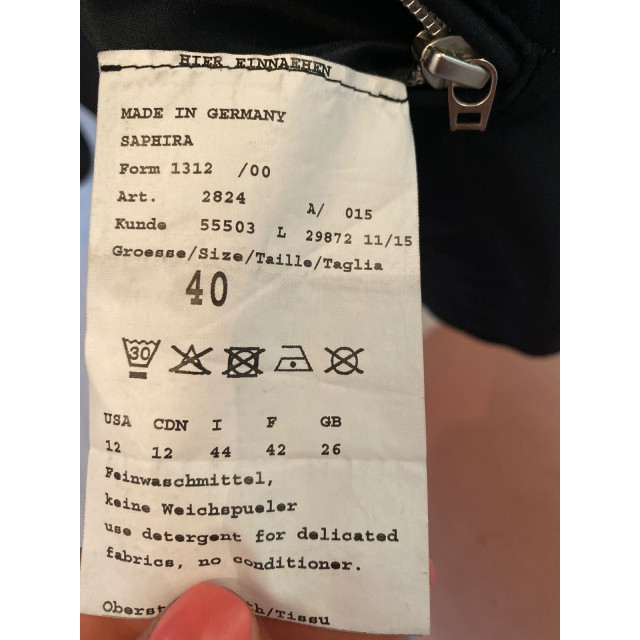 HIER EINNAEHEN
MADE IN GERMANY
SAPHIRA
Form 1312 /00
Art. 2824 A/ 015
Kunde 55503 L 29872 11/15
Groesse/Size/Taille/Taglia
40
30
USA CDN I F GB
12 12 44 42 26
Feinwaschmittel,
keine Weichspueler
use detergent for delicated
fabrics, no conditioner.
/Tissu